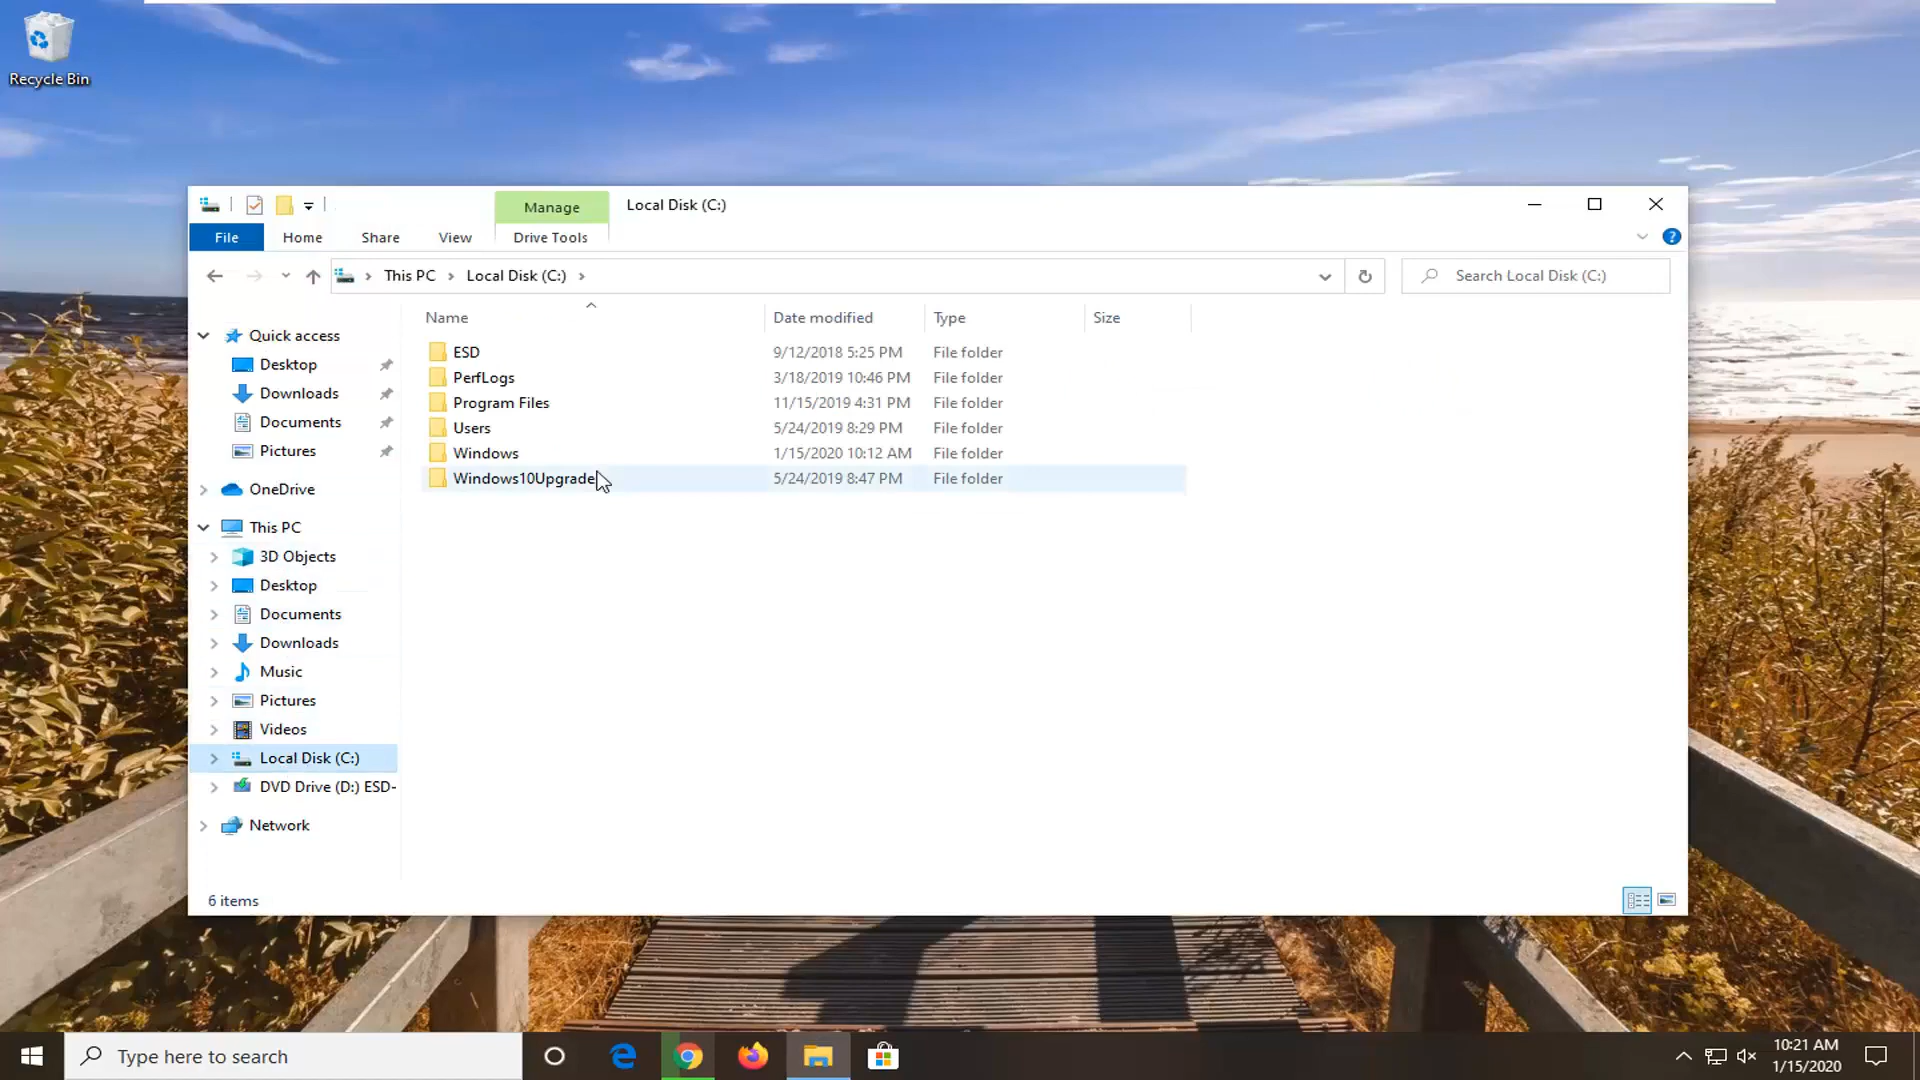 Recycle Bin
Manage
Local Disk (C:)
File
Home
Share
View
Drive Tools
This PC
Local Disk (C:)
Search Local Disk (C:)
Name
Date modified
Type
Size
ESD 9/12/2018 5:25 PM File folder
PerfLogs 3/18/2019 10:46 PM File folder
Program Files 11/15/2019 4:31 PM File folder
Users 5/24/2019 8:29 PM File folder
Windows 1/15/2020 10:12 AM File folder
Windows10Upgrade 5/24/2019 8:47 PM File folder
Quick access
Desktop
Downloads
Documents
Pictures
OneDrive
This PC
3D Objects
Desktop
Documents
Downloads
Music
Pictures
Videos
Local Disk (C:)
DVD Drive (D:) ESD-
Network
6 items
Type here to search
10:21 AM
1/15/2020